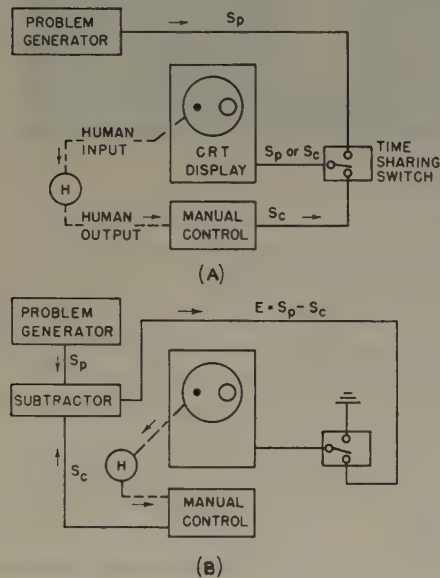 PROBLEM
GENERATOR
Sp
HUMAN
INPUT
CRT
DISPLAY
Sp or Sc
TIME
SHARING
SWITCH
H
HUMAN
OUTPUT
MANUAL
CONTROL
Sc
(A)
PROBLEM
GENERATOR
E = Sp - Sc
Sp
SUBTRACTOR
H
Sc
MANUAL
CONTROL
(B)